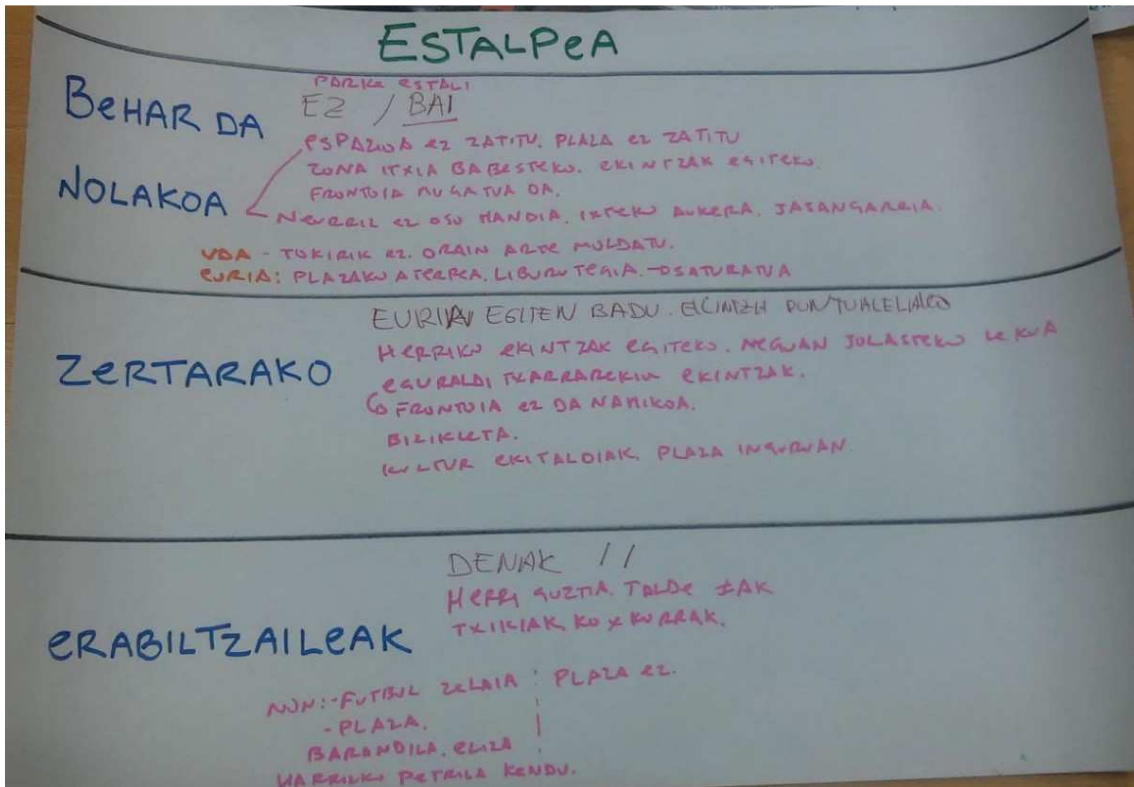 ESTALPeA
BeHAR DA
PARKe eSTALI
EZ / BAI
NOLAKOA
eSPAZIOA eZ ZATITU. PLAZA eZ ZATITU
ZONA ITXIA BABeSTeKO. eKINTZAK eGITeKO.
FRONTOIA MUGATUA DA.
NeURRIZ eZ OSO HANDIA. IXTeKO AUKeRA. JASANGARRIA.
UDA - TOKIRIK eZ. ORAIN ARTe MOLDATU.
eURIA: PLAZAKO ATeRPeA. LIBURUTeGIA. → OSATURATUA
ZeRTARAKO
EURIA EGITEN BADU. EKINTZA PUNTUALELAKO
HeRRIKO eKINTZAK eGITeKO. NeGUAN JOLASTeKO LeKUA
eGURALDI TXARRAReKIN eKINTZAK.
FRONTOIA eZ DA NAHIKOA.
BIZIKLeTA.
KULTUR eKITALDIAK. PLAZA INGURUAN.
eRABILTZAILeAK
DENAK //
HeRRI GUZTIA. TALDe ≠AK
TXIKIAK, KOXKORRAK.
NUN: - FUTBOL ZeLAIA PLAZA eZ.
- PLAZA.
BARANDILA. eLIZA
HARRIZKO PeTRILA KeNDU.